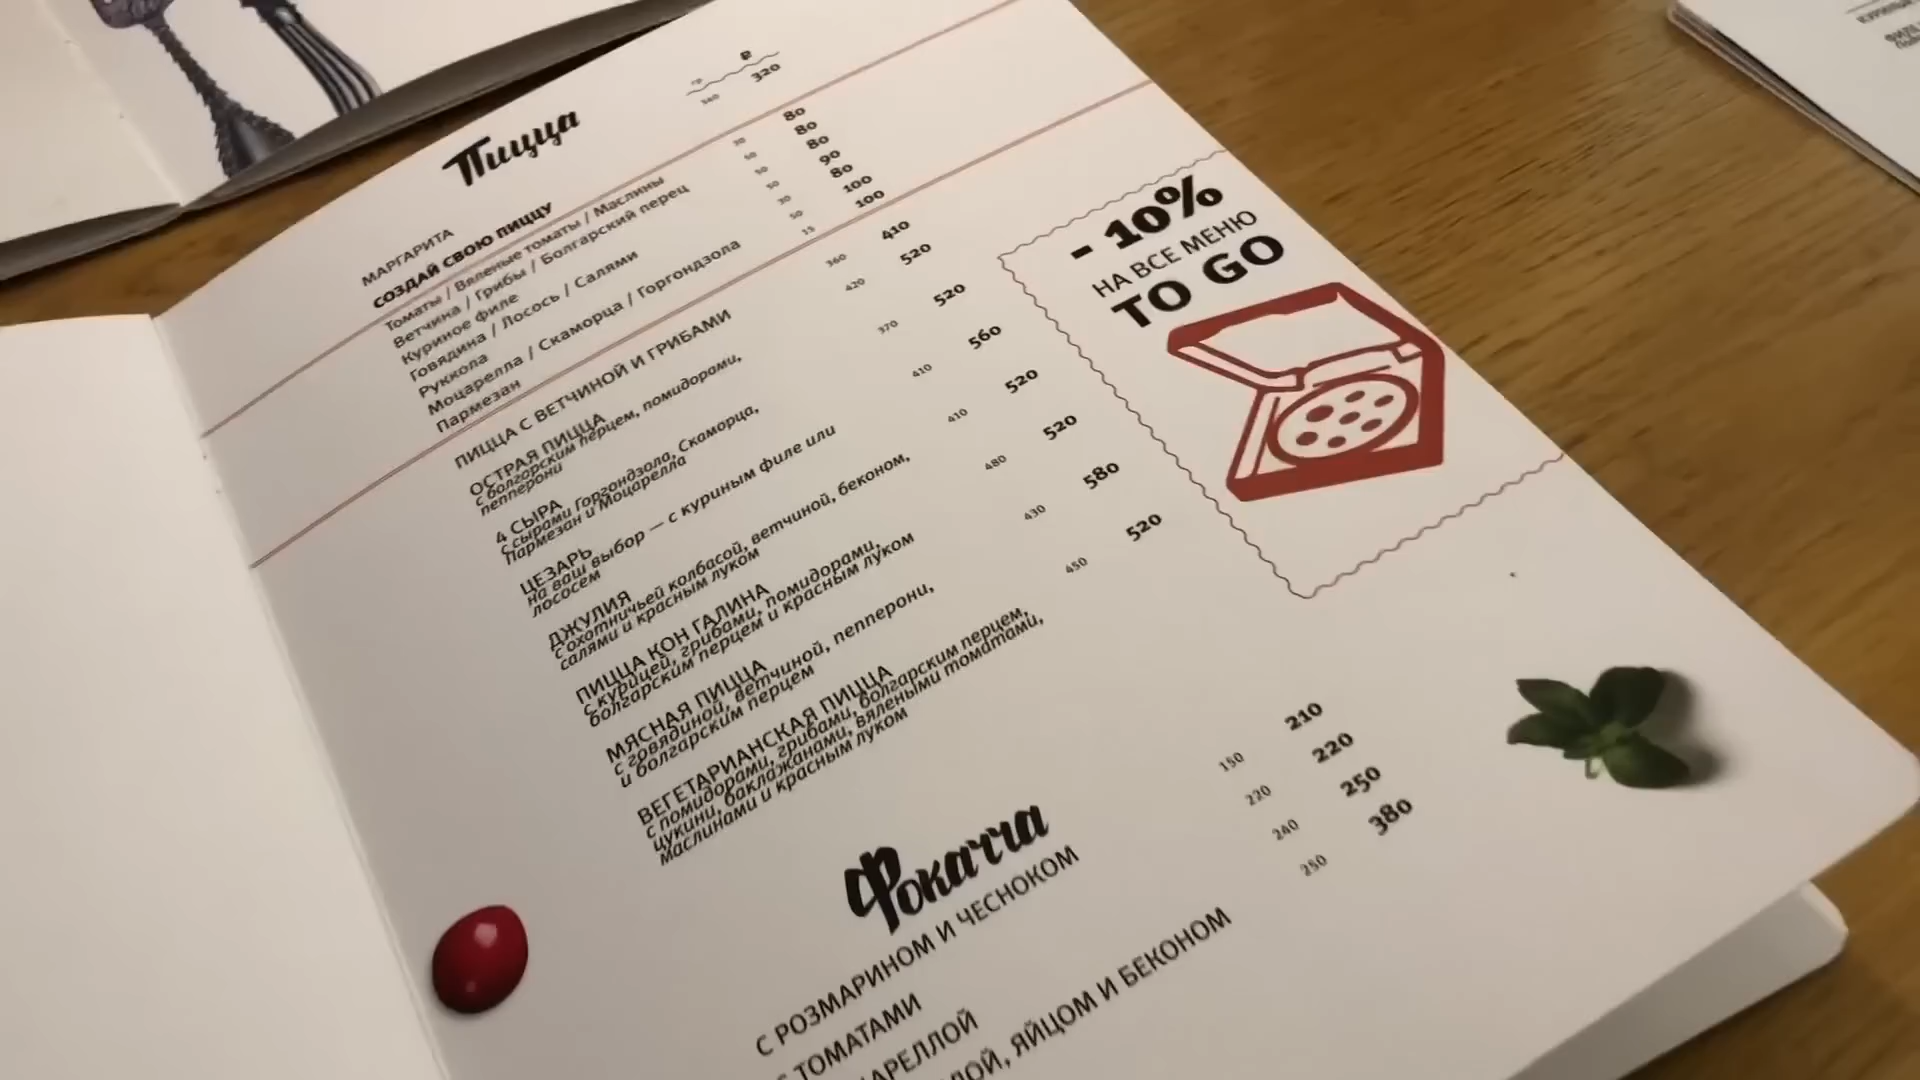 Пицца
гр ₽
МАРГАРИТА 340 320
СОЗДАЙ СВОЮ ПИЦЦУ
Томаты / Вяленые томаты / Маслины 30 80
Ветчина / Грибы / Болгарский перец 50 80
Куриное филе 50 80
Говядина / Лосось / Салями 50 90
Руккола 30 80
Моцарелла / Скаморца / Горгондзола 50 100
Пармезан 15 100
ПИЦЦА С ВЕТЧИНОЙ И ГРИБАМИ 360 410
ОСТРАЯ ПИЦЦА 420 520
с болгарским перцем, помидорами,
пепперони
4 СЫРА 370 520
с сырами Горгондзола, Скаморца,
Пармезан и Моцарелла
ЦЕЗАРЬ 410 560
на ваш выбор — с куриным филе или
лососем
ДЖУЛИЯ 410 520
с охотничьей колбасой, ветчиной, беконом,
салями и красным луком
ПИЦЦА КОН ГАЛИНА 480 520
с курицей, грибами, помидорами,
болгарским перцем и красным луком
МЯСНАЯ ПИЦЦА 430 580
с говядиной, ветчиной, пепперони,
и болгарским перцем
ВЕГЕТАРИАНСКАЯ ПИЦЦА 450 520
с помидорами, грибами, болгарским перцем,
цукини, баклажанами, вялеными томатами,
маслинами и красным луком
- 10%
НА ВСЕ МЕНЮ
TO GO
Фокачча
С РОЗМАРИНОМ И ЧЕСНОКОМ 150 210
С ТОМАТАМИ 220 220
АРЕЛЛОЙ 240 250
ЛОЙ, ЯЙЦОМ И БЕКОНОМ 250 380